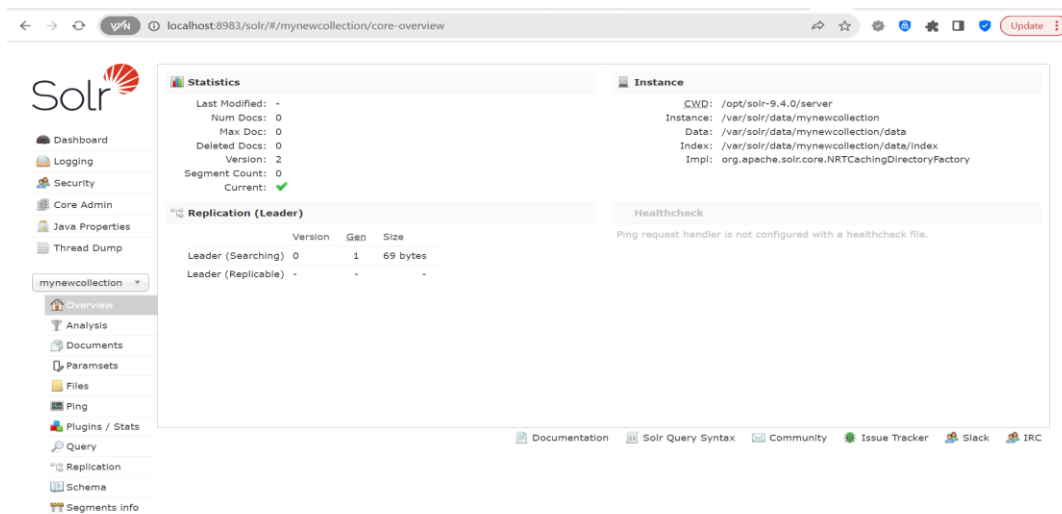 VPN localhost:8983/solr/#/mynewcollection/core-overview Update
Solr
Dashboard
Logging
Security
Core Admin
Java Properties
Thread Dump
mynewcollection
Overview
Analysis
Documents
Paramsets
Files
Ping
Plugins / Stats
Query
Replication
Schema
Segments info
Statistics
Last Modified: -
Num Docs: 0
Max Doc: 0
Deleted Docs: 0
Version: 2
Segment Count: 0
Current:
Instance
CWD: /opt/solr-9.4.0/server
Instance: /var/solr/data/mynewcollection
Data: /var/solr/data/mynewcollection/data
Index: /var/solr/data/mynewcollection/data/index
Impl: org.apache.solr.core.NRTCachingDirectoryFactory
Replication (Leader)
Version Gen Size
Leader (Searching) 0 1 69 bytes
Leader (Replicable) - - -
Healthcheck
Ping request handler is not configured with a healthcheck file.
Documentation Solr Query Syntax Community Issue Tracker Slack IRC